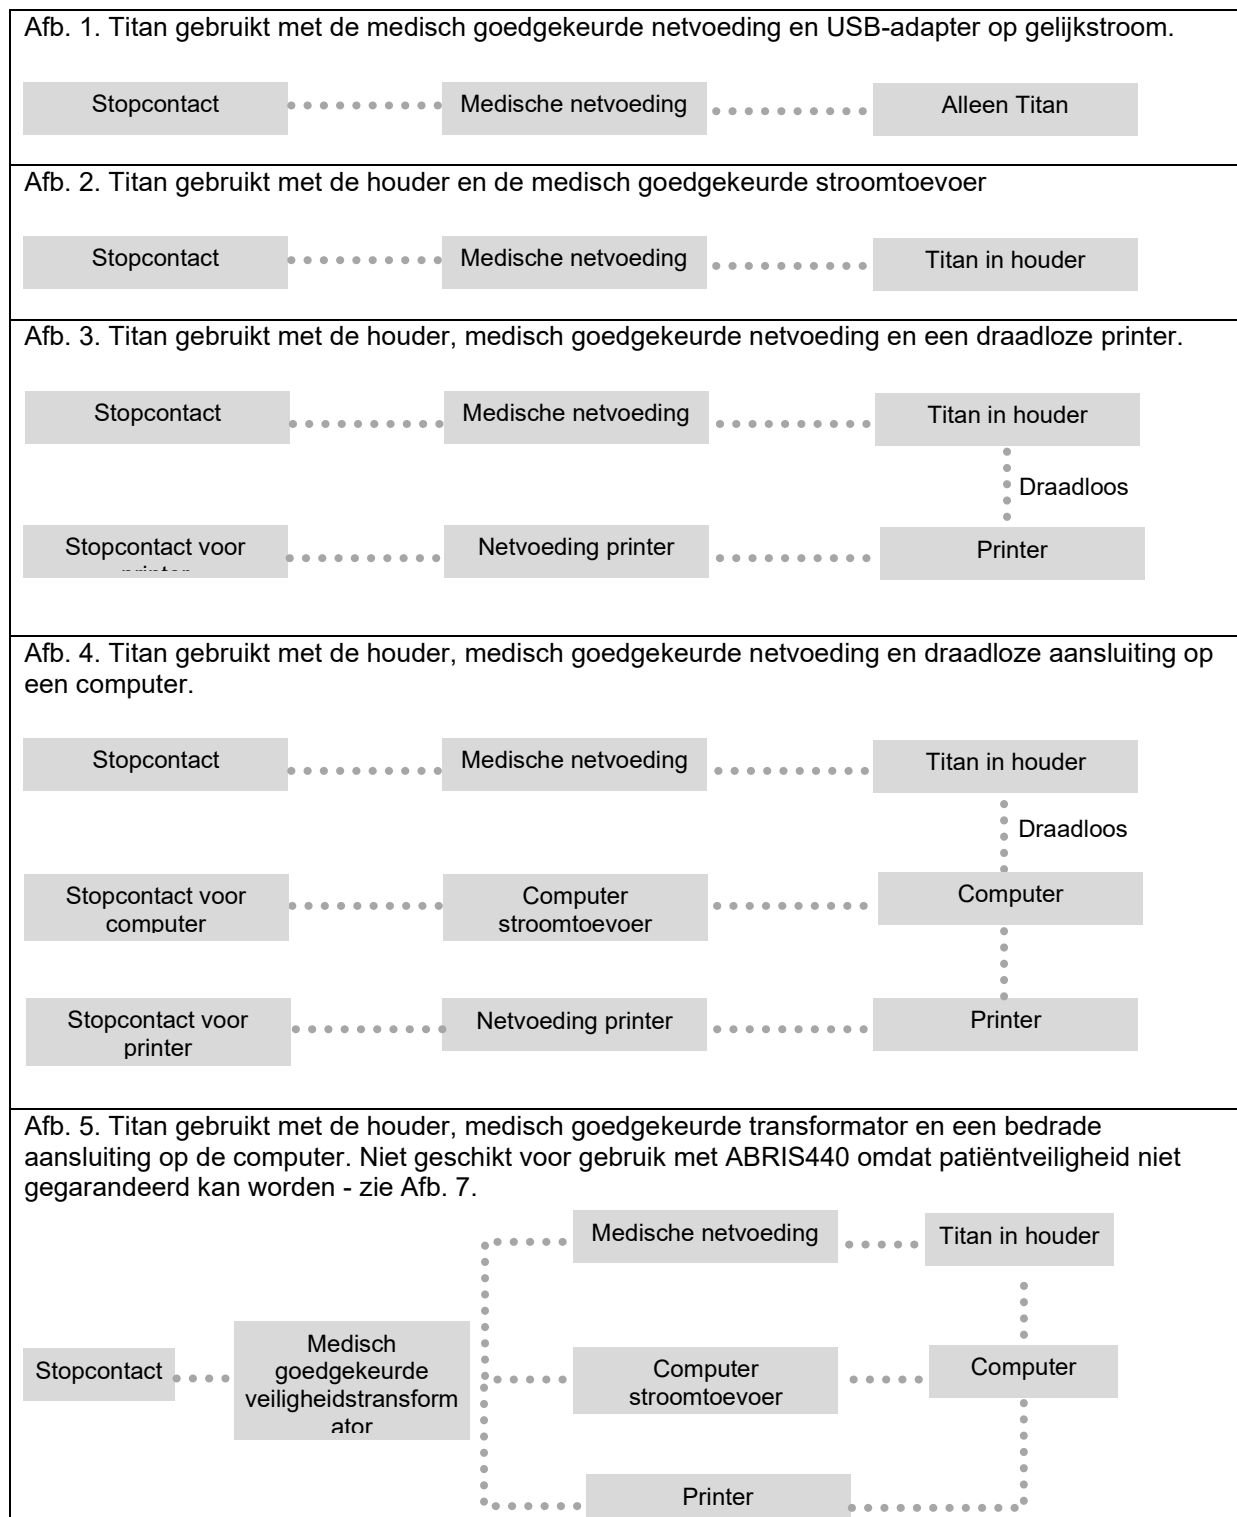 Afb. 1. Titan gebruikt met de medisch goedgekeurde netvoeding en USB-adapter op gelijkstroom.
Stopcontact
Medische netvoeding
Alleen Titan
Afb. 2. Titan gebruikt met de houder en de medisch goedgekeurde stroomtoevoer
Stopcontact
Medische netvoeding
Titan in houder
Afb. 3. Titan gebruikt met de houder, medisch goedgekeurde netvoeding en een draadloze printer.
Stopcontact
Medische netvoeding
Titan in houder
Draadloos
Stopcontact voor
printer
Netvoeding printer
Printer
Afb. 4. Titan gebruikt met de houder, medisch goedgekeurde netvoeding en draadloze aansluiting op
een computer.
Stopcontact
Medische netvoeding
Titan in houder
Draadloos
Stopcontact voor
computer
Computer
stroomtoevoer
Computer
Stopcontact voor
printer
Netvoeding printer
Printer
Afb. 5. Titan gebruikt met de houder, medisch goedgekeurde transformator en een bedrade
aansluiting op de computer. Niet geschikt voor gebruik met ABRIS440 omdat patiëntveiligheid niet
gegarandeerd kan worden - zie Afb. 7.
Medische netvoeding
Titan in houder
Stopcontact
Medisch
goedgekeurde
veiligheidstransform
ator
Computer
stroomtoevoer
Computer
Printer